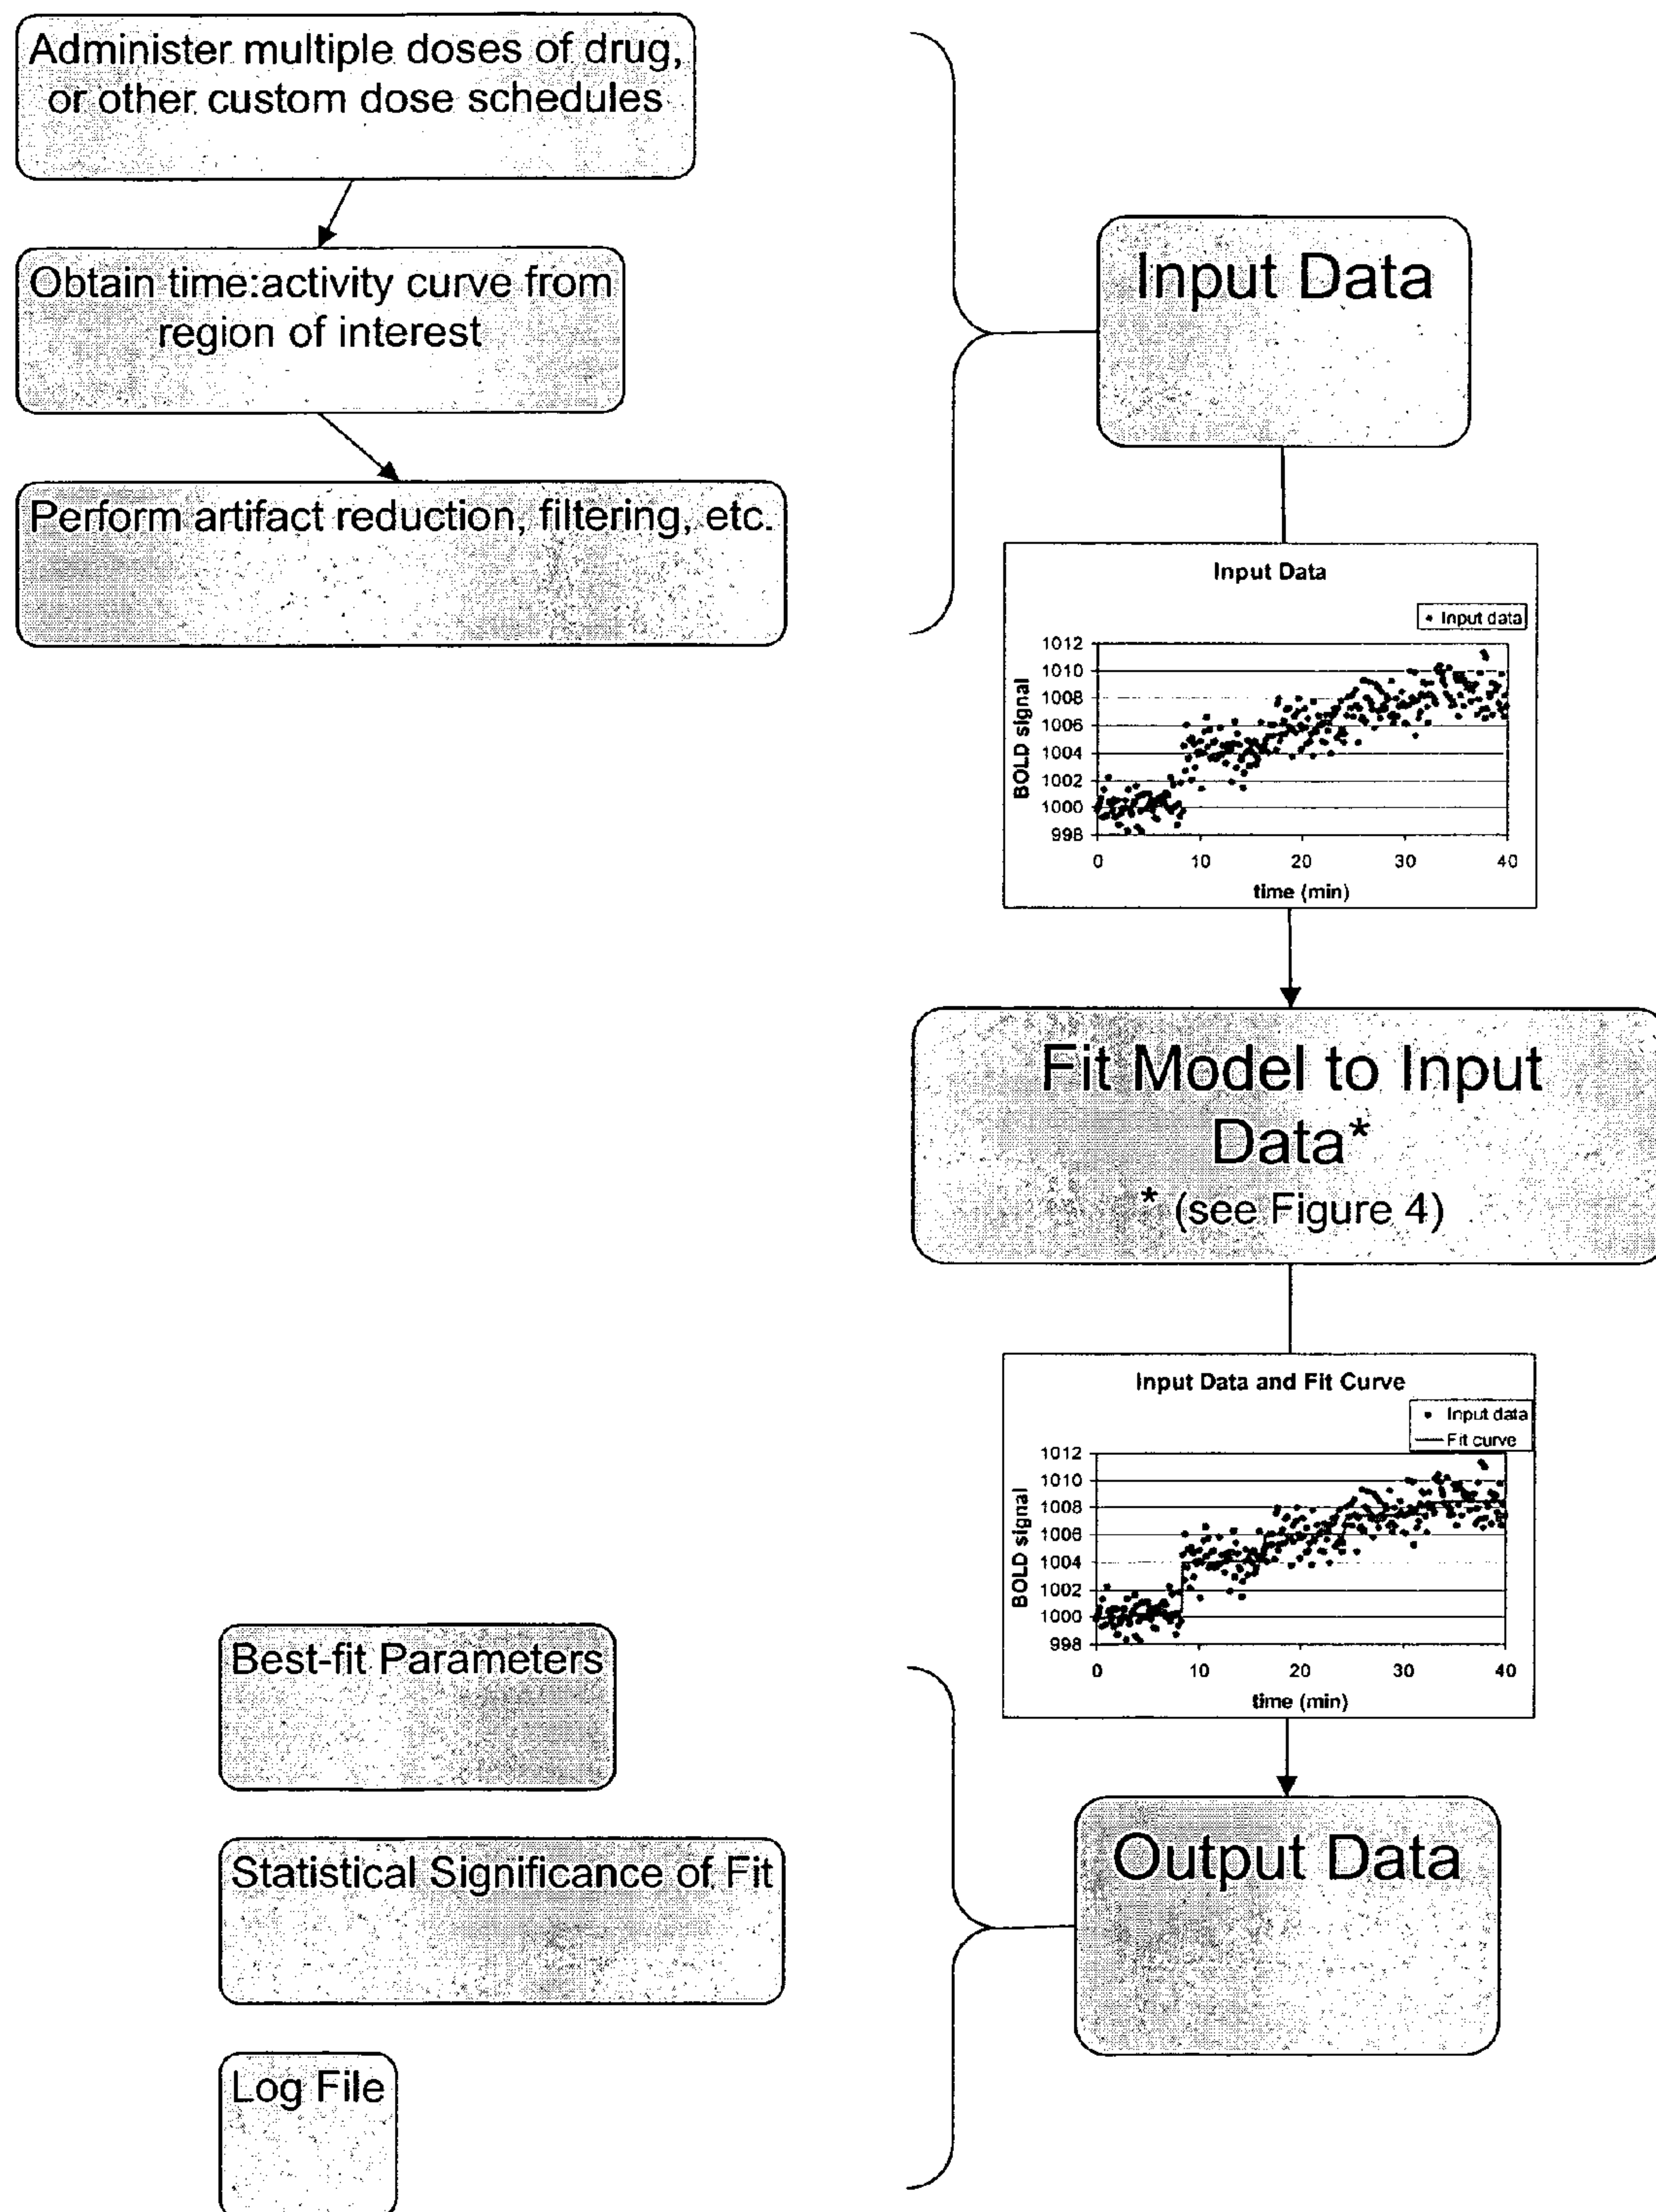 Administer multiple doses of drug,
or other custom dose schedules
Obtain time:activity curve from
region of interest
Perform artifact reduction, filtering, etc.
Input Data
Input Data
Input data
1012
1010
1008
1006
1004
1002
1000
998
BOLD signal
0 10 20 30 40
time (min)
Fit Model to Input
Data*
* (see Figure 4)
Input Data and Fit Curve
Input data
Fit curve
1012
1010
1008
1006
1004
1002
1000
998
BOLD signal
0 10 20 30 40
time (min)
Best-fit Parameters
Statistical Significance of Fit
Log File
Output Data